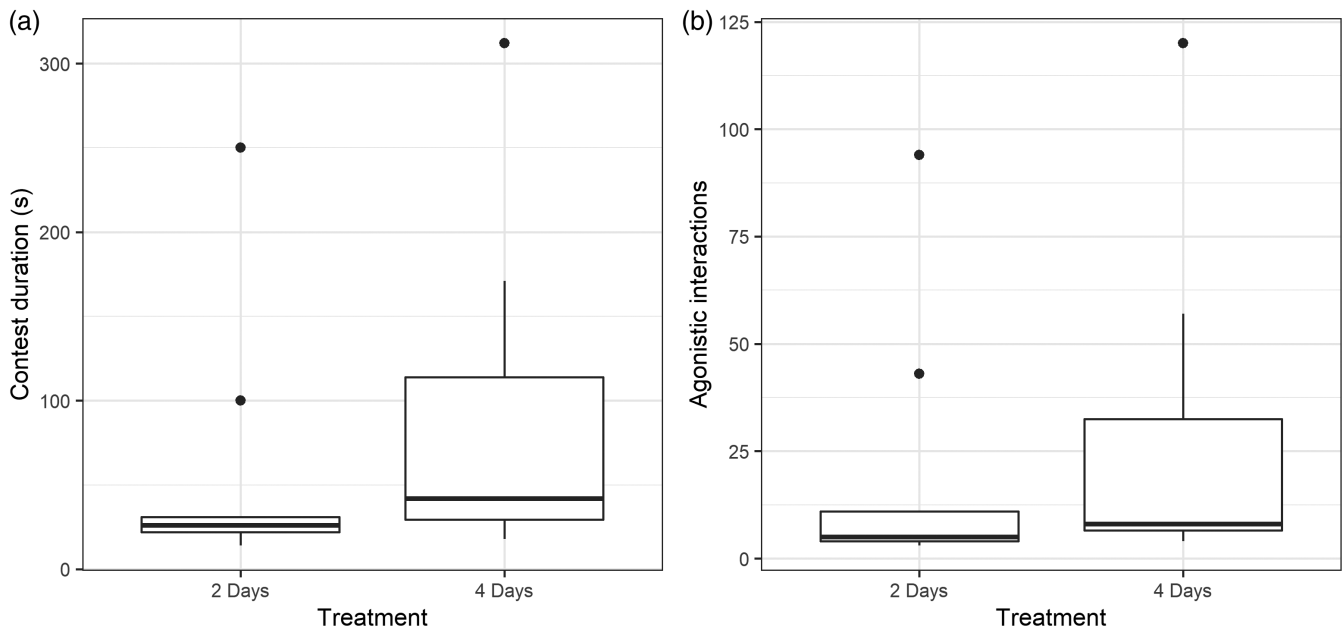 (a)
Contest duration (s)
300
200
100
0
2 Days
4 Days
Treatment
(b)
Agonistic interactions
125
100
75
50
25
0
2 Days
4 Days
Treatment